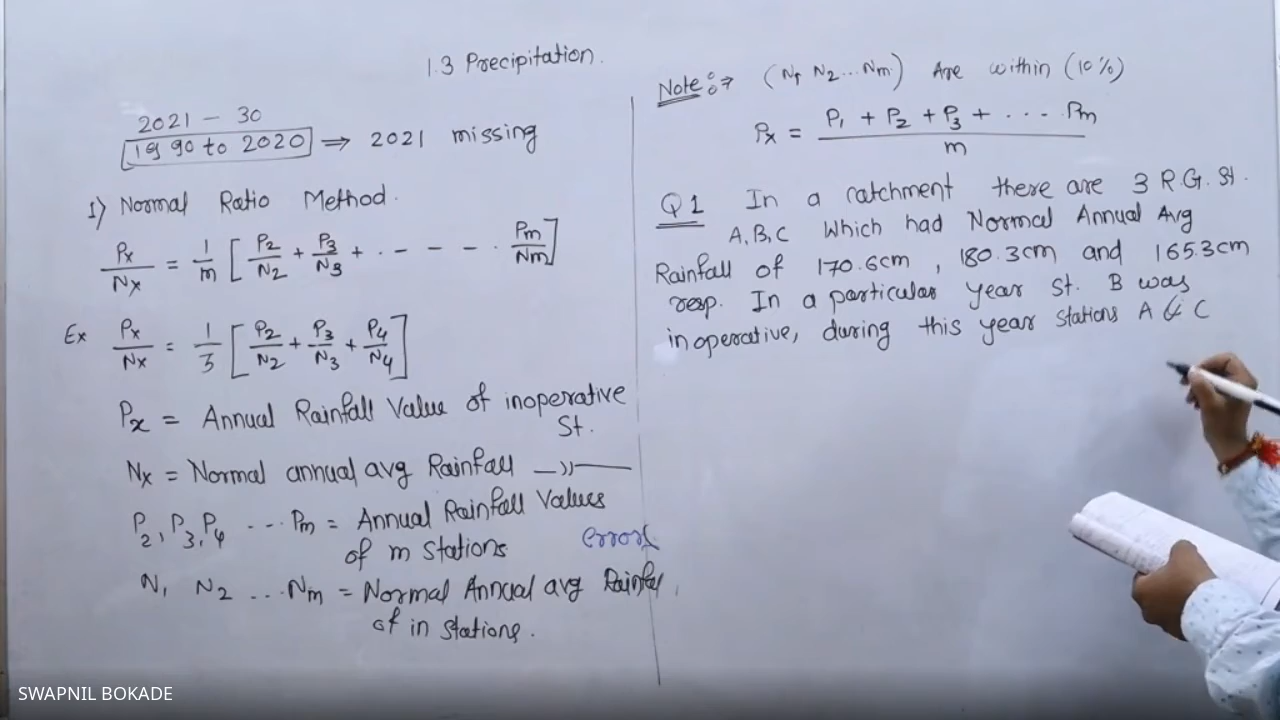 1.3 Precipitation.
2021 - 30
1990 to 2020 ⇒ 2021 missing
1) Normal Ratio Method.
Px/Nx = 1/m [P2/N2 + P3/N3 + . - - - . Pm/Nm]
Ex Px/Nx = 1/3 [P2/N2 + P3/N3 + P4/N4]
Px = Annual Rainfall Value of inoperative
St.
Nx = Normal annual avg Rainfall —〃—
P2, P3, P4 ... Pm = Annual Rainfall Values
of m stations
error
N1 N2 ... Nm = Normal Annual avg Rainfal
of in stations.
Note :→ (N1 N2 ... Nm) Are within (10%)
Px = P1 + P2 + P3 + ... Pm / m
Q1 In a catchment there are 3 R.G. St.
A, B, C Which had Normal Annual Avg
Rainfall of 170.6cm , 180.3cm and 165.3cm
resp. In a particular year St. B was
inoperative, during this year stations A & C
SWAPNIL BOKADE